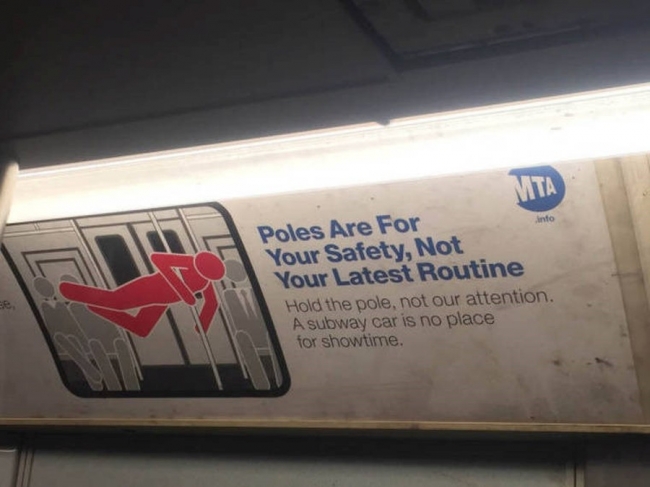 MTA
.info
Poles Are For
Your Safety, Not
Your Latest Routine
Hold the pole, not our attention.
A subway car is no place
for showtime.